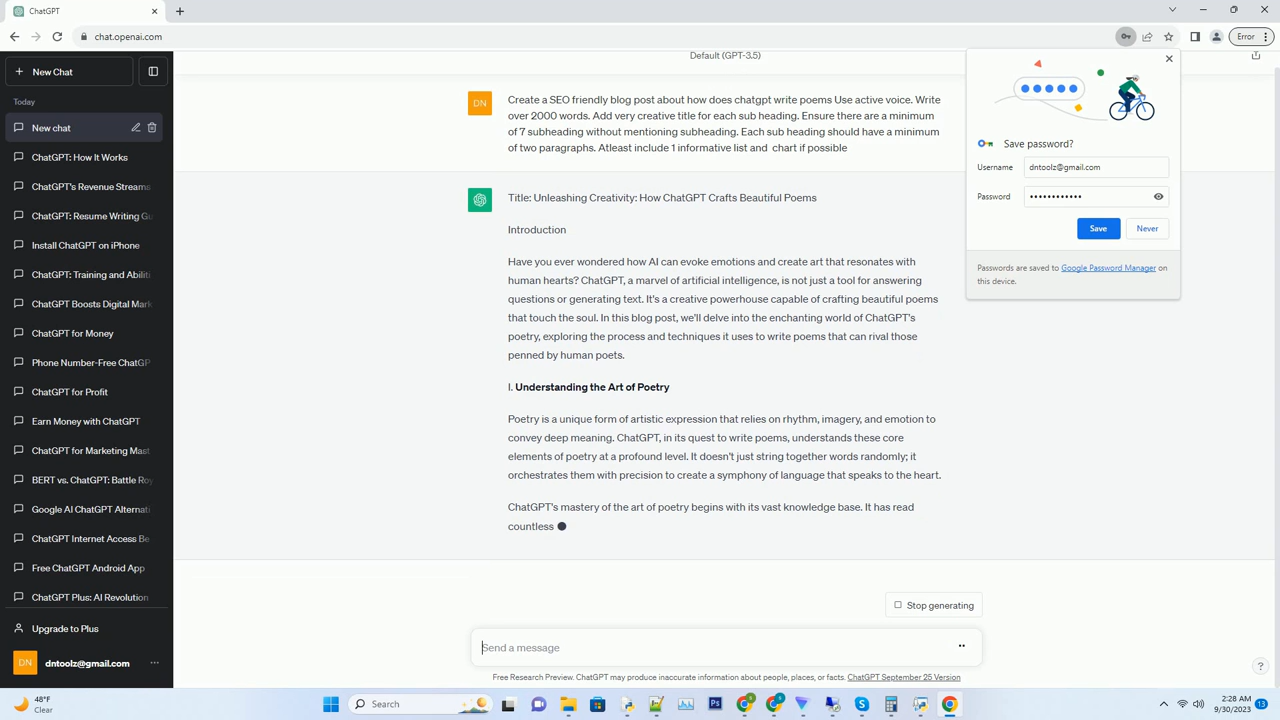 ChatGPT
chat.openai.com
Error
New Chat
Today
New chat
ChatGPT: How It Works
ChatGPT's Revenue Streams
ChatGPT: Resume Writing Gu
Install ChatGPT on iPhone
ChatGPT: Training and Abiliti
ChatGPT Boosts Digital Mark
ChatGPT for Money
Phone Number-Free ChatGP
ChatGPT for Profit
Earn Money with ChatGPT
ChatGPT for Marketing Mast
BERT vs. ChatGPT: Battle Roy
Google AI ChatGPT Alternati
ChatGPT Internet Access Be
Free ChatGPT Android App
ChatGPT Plus: AI Revolution
Upgrade to Plus
DN dntoolz@gmail.com
Default (GPT-3.5)
DN
Create a SEO friendly blog post about how does chatgpt write poems Use active voice. Write
over 2000 words. Add very creative title for each sub heading. Ensure there are a minimum
of 7 subheading without mentioning subheading. Each sub heading should have a minimum
of two paragraphs. Atleast include 1 informative list and chart if possible
Title: Unleashing Creativity: How ChatGPT Crafts Beautiful Poems
Introduction
Have you ever wondered how AI can evoke emotions and create art that resonates with
human hearts? ChatGPT, a marvel of artificial intelligence, is not just a tool for answering
questions or generating text. It's a creative powerhouse capable of crafting beautiful poems
that touch the soul. In this blog post, we'll delve into the enchanting world of ChatGPT's
poetry, exploring the process and techniques it uses to write poems that can rival those
penned by human poets.
I. Understanding the Art of Poetry
Poetry is a unique form of artistic expression that relies on rhythm, imagery, and emotion to
convey deep meaning. ChatGPT, in its quest to write poems, understands these core
elements of poetry at a profound level. It doesn't just string together words randomly; it
orchestrates them with precision to create a symphony of language that speaks to the heart.
ChatGPT's mastery of the art of poetry begins with its vast knowledge base. It has read
countless
Stop generating
Send a message
Free Research Preview. ChatGPT may produce inaccurate information about people, places, or facts. ChatGPT September 25 Version
?
Save password?
Username dntoolz@gmail.com
Password ••••••••••••
Save Never
Passwords are saved to Google Password Manager on
this device.
48°F
Clear
Search
2:28 AM
9/30/2023
13